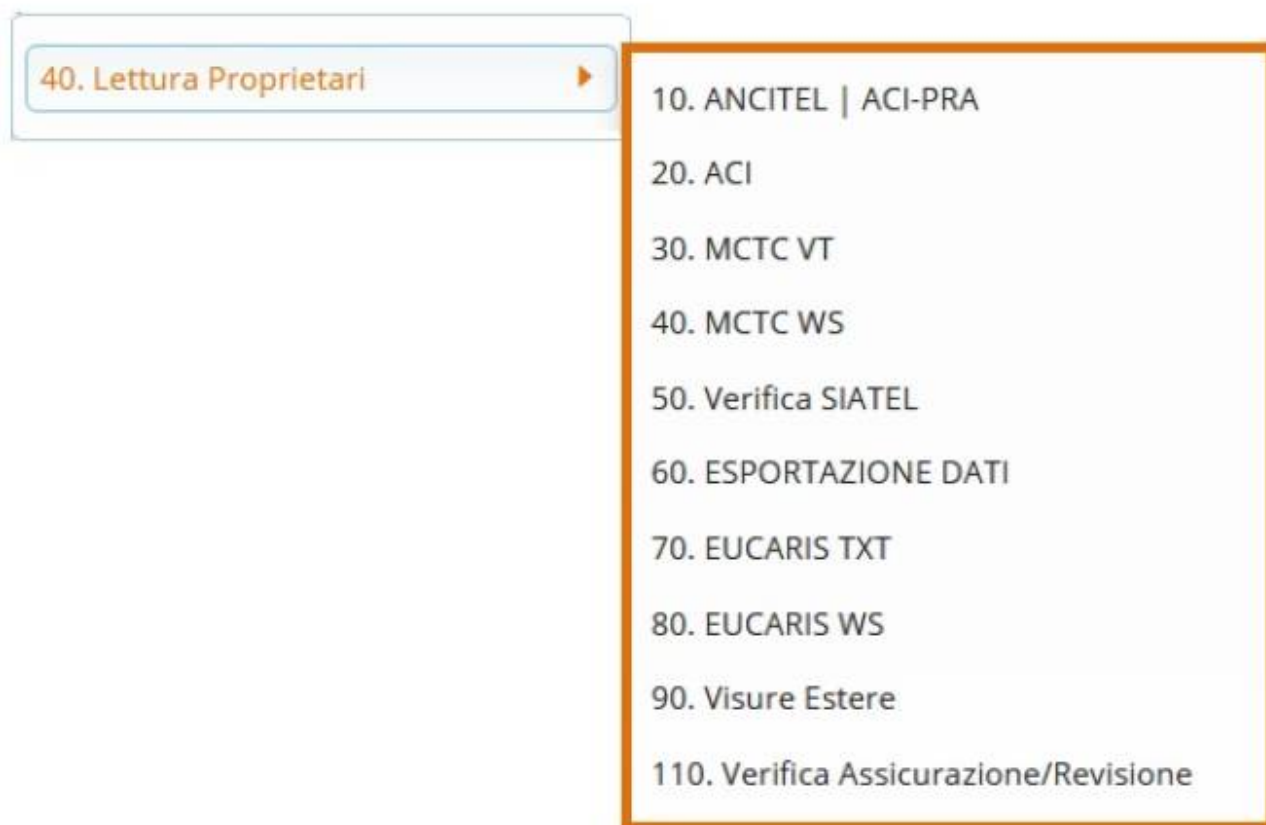 40. Lettura Proprietari
10. ANCITEL | ACI-PRA
20. ACI
30. MCTC VT
40. MCTC WS
50. Verifica SIATEL
60. ESPORTAZIONE DATI
70. EUCARIS TXT
80. EUCARIS WS
90. Visure Estere
110. Verifica Assicurazione/Revisione